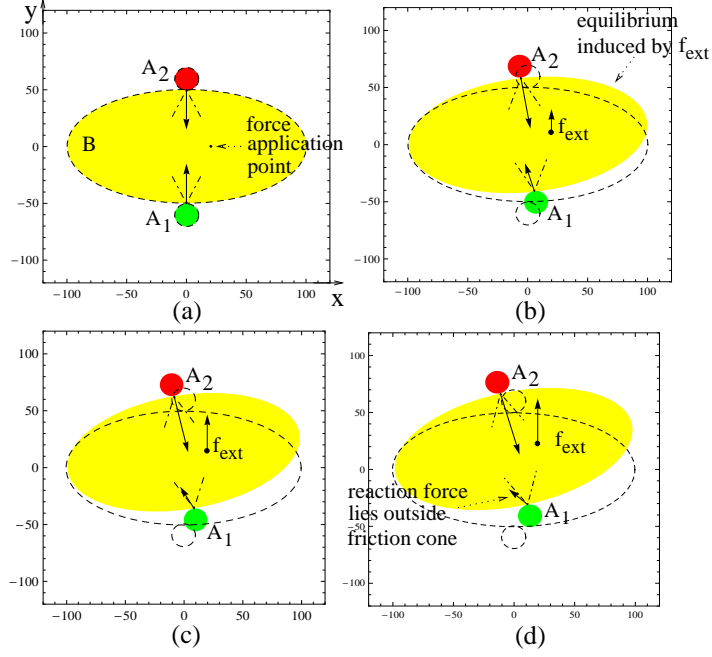 y
100
50
0
−50
−100
−100
−50
0
50
100
x
A2
B
force
application
point
A1
(a)
100
50
0
−50
−100
−100
−50
0
50
100
equilibrium
induced by fext
A2
fext
A1
(b)
100
50
0
−50
−100
−100
−50
0
50
100
A2
fext
A1
(c)
100
50
0
−50
−100
−100
−50
0
50
100
A2
fext
reaction force
lies outside
friction cone
A1
(d)